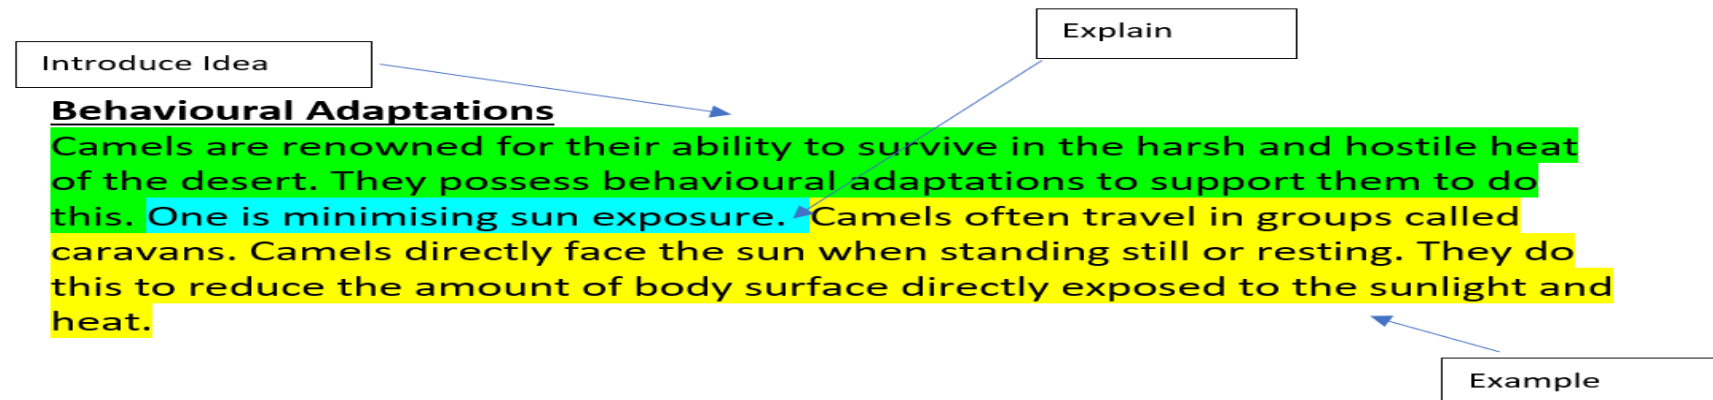 Explain
Introduce Idea
Behavioural Adaptations
Camels are renowned for their ability to survive in the harsh and hostile heat
of the desert. They possess behavioural adaptations to support them to do
this. One is minimising sun exposure. Camels often travel in groups called
caravans. Camels directly face the sun when standing still or resting. They do
this to reduce the amount of body surface directly exposed to the sunlight and
heat.
Example